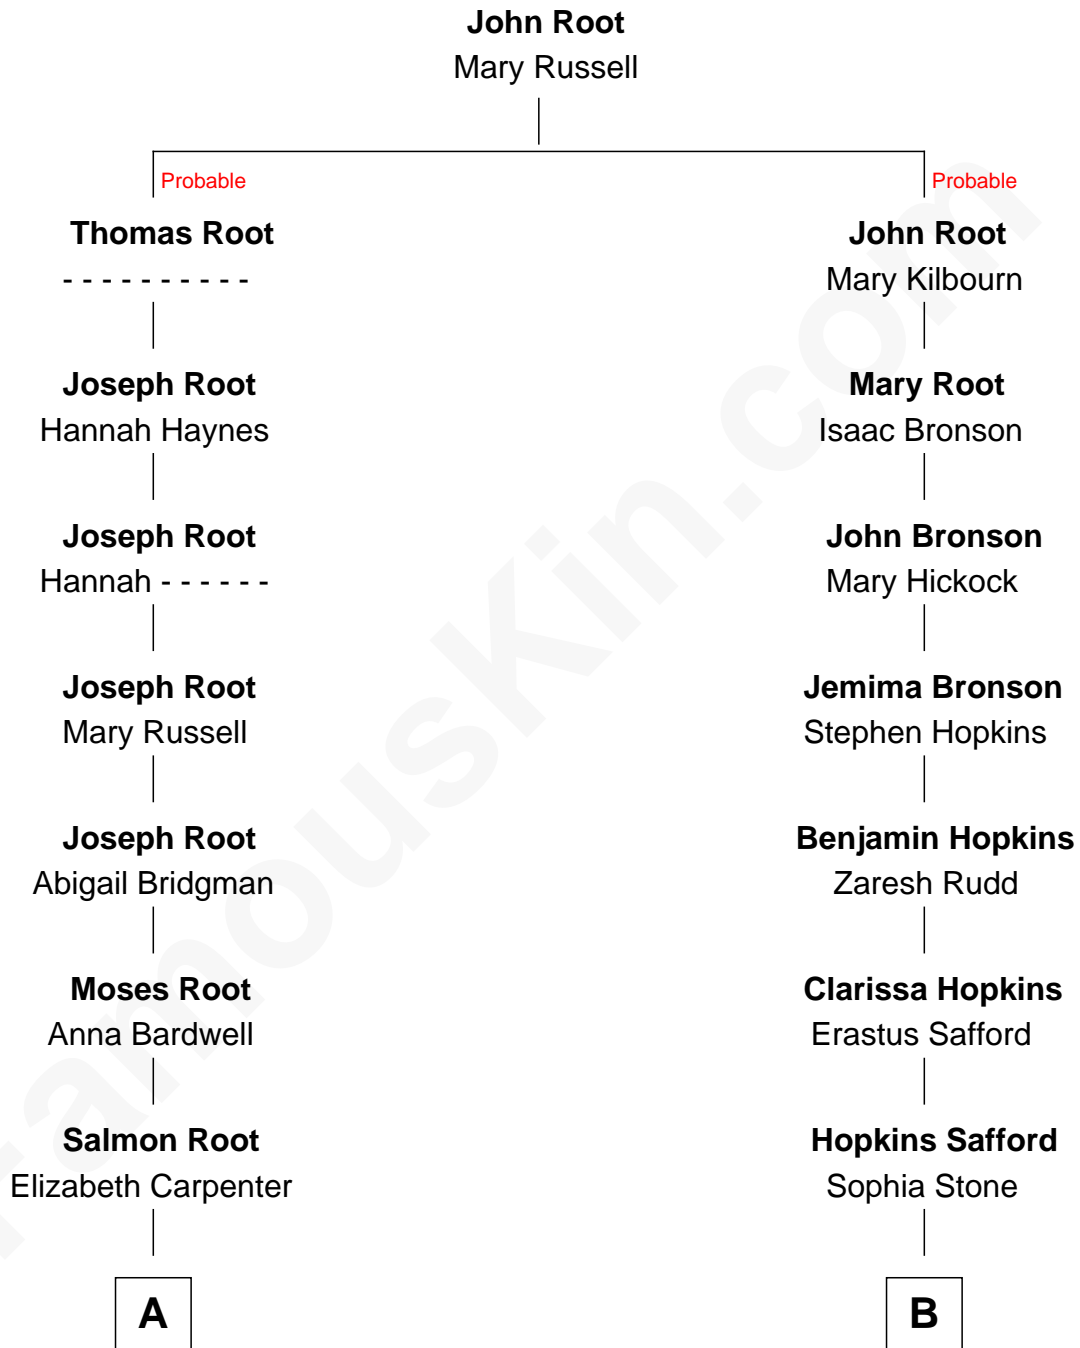 John Root
Mary Russell
Probable
Probable
Thomas Root
- - - - - - - - - -
John Root
Mary Kilbourn
Joseph Root
Hannah Haynes
Mary Root
Isaac Bronson
Joseph Root
Hannah - - - - - -
John Bronson
Mary Hickock
Joseph Root
Mary Russell
Jemima Bronson
Stephen Hopkins
Joseph Root
Abigail Bridgman
Benjamin Hopkins
Zaresh Rudd
Moses Root
Anna Bardwell
Clarissa Hopkins
Erastus Safford
Salmon Root
Elizabeth Carpenter
Hopkins Safford
Sophia Stone
A
B
FamousKin.com